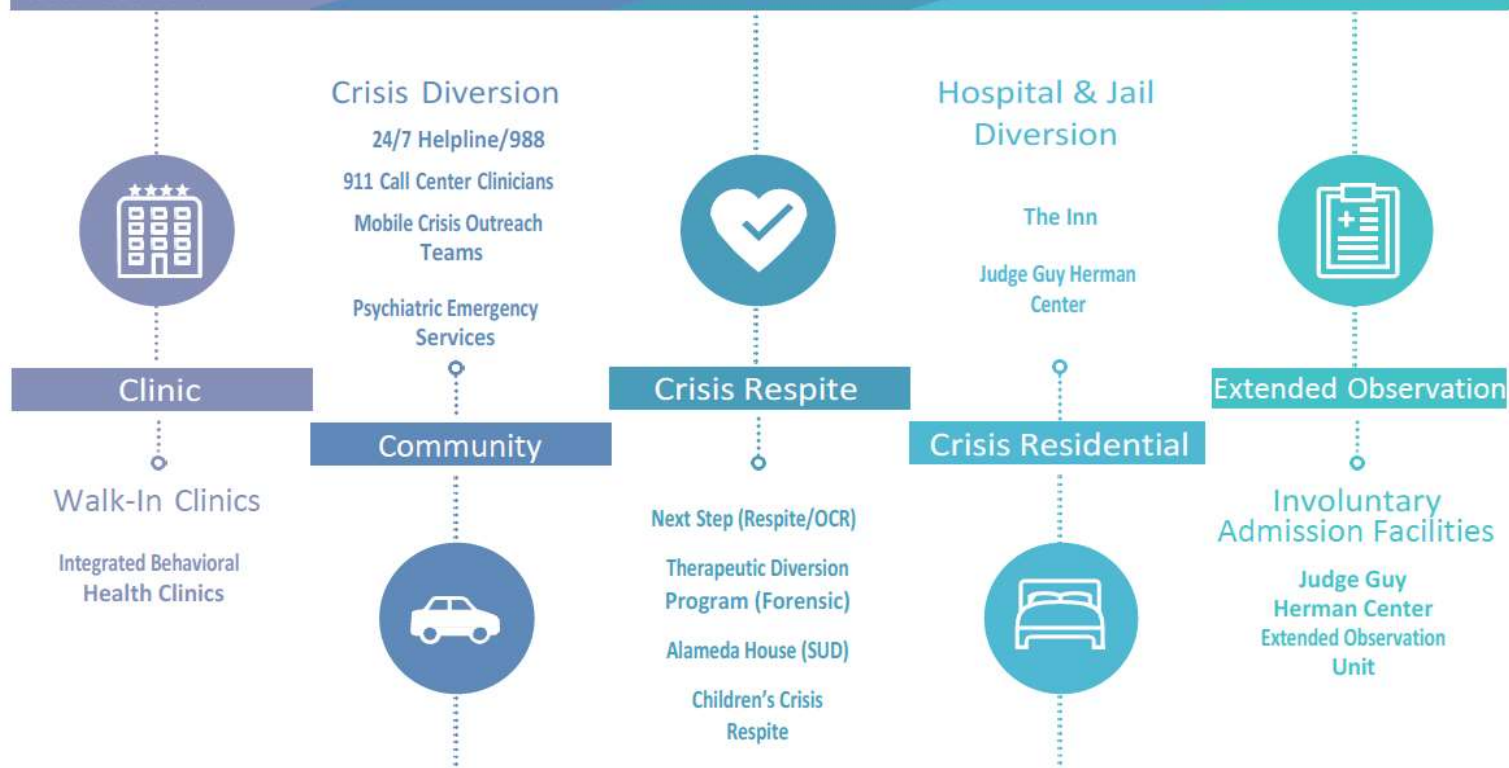 Clinic
Walk-In Clinics
Integrated Behavioral
Health Clinics
Crisis Diversion
24/7 Helpline/988
911 Call Center Clinicians
Mobile Crisis Outreach
Teams
Psychiatric Emergency
Services
Community
Crisis Respite
Next Step (Respite/OCR)
Therapeutic Diversion
Program (Forensic)
Alameda House (SUD)
Children's Crisis
Respite
Hospital & Jail
Diversion
The Inn
Judge Guy Herman
Center
Crisis Residential
Extended Observation
Involuntary
Admission Facilities
Judge Guy
Herman Center
Extended Observation
Unit